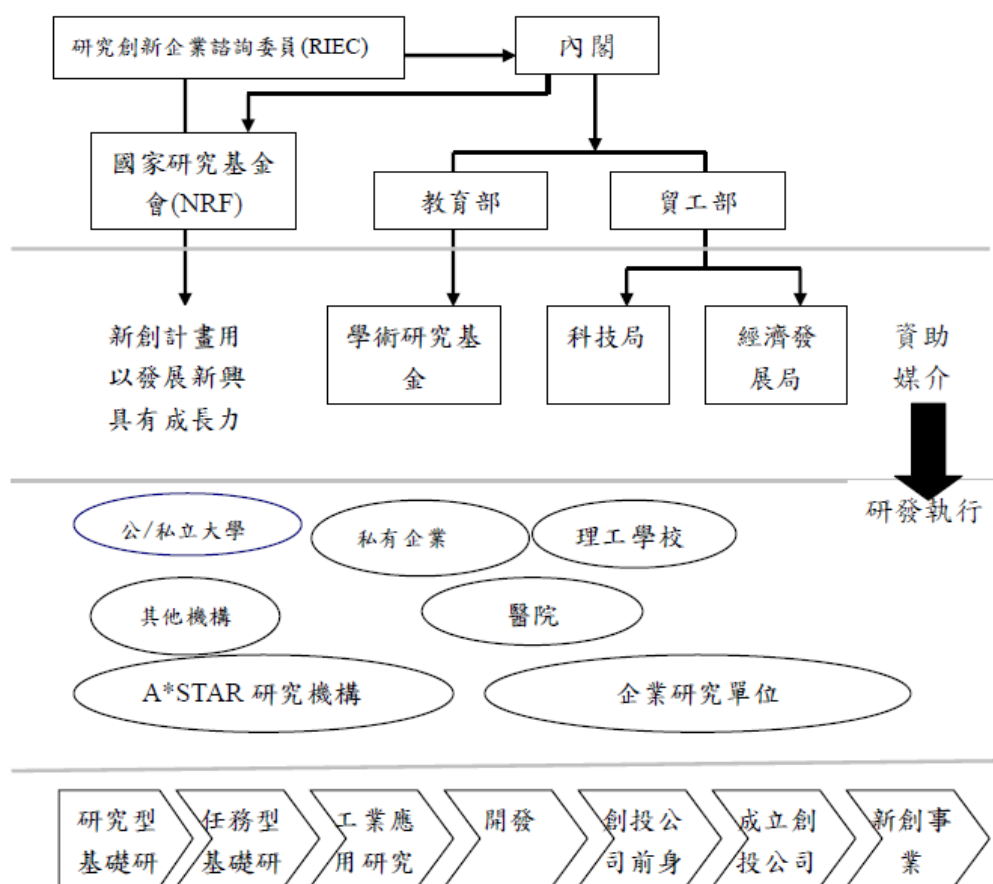 研究創新企業諮詢委員(RIEC)
內閣
國家研究基金
會(NRF)
教育部
貿工部
新創計畫用
以發展新興
具有成長力
學術研究基
金
科技局
經濟發
展局
資助
媒介
研發執行
公/私立大學
私有企業
理工學校
其他機構
醫院
A*STAR 研究機構
企業研究單位
研究型
基礎研
任務型
基礎研
工業應
用研究
開發
創投公
司前身
成立創
投公司
新創事
業